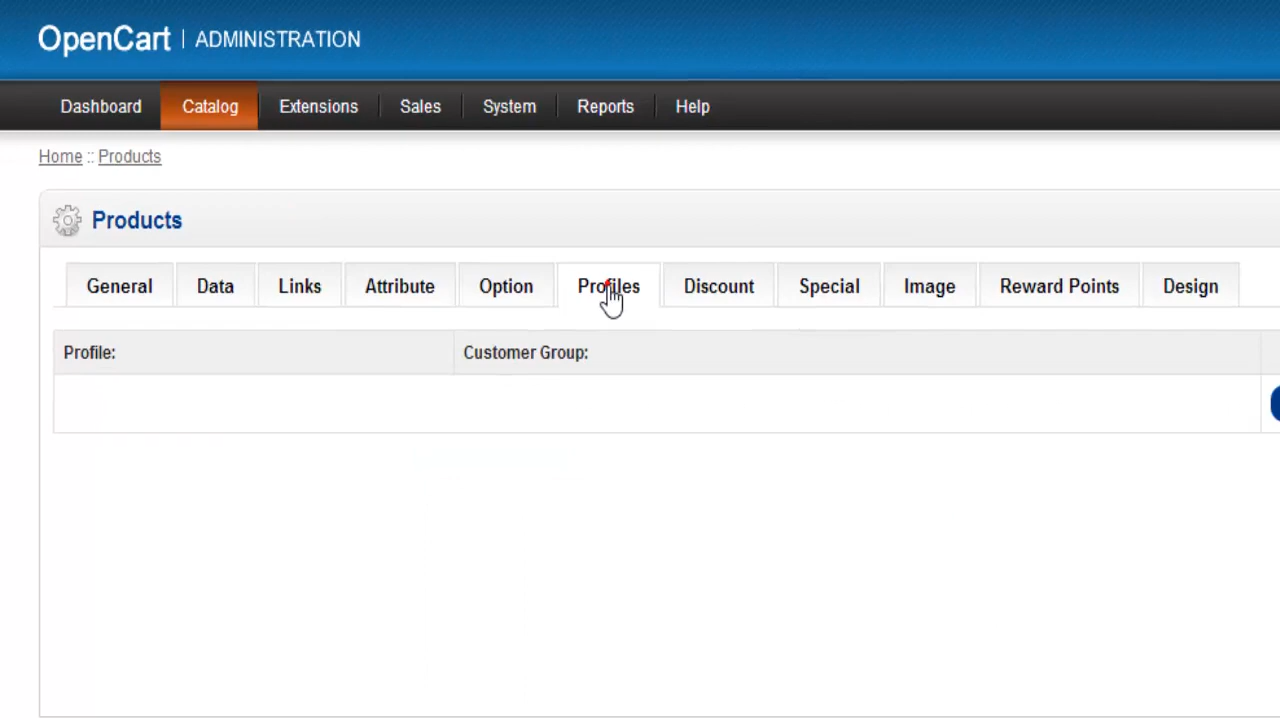 OpenCart | ADMINISTRATION
Dashboard Catalog Extensions Sales System Reports Help
Home :: Products
Products
General Data Links Attribute Option Profiles Discount Special Image Reward Points Design
Profile: Customer Group: